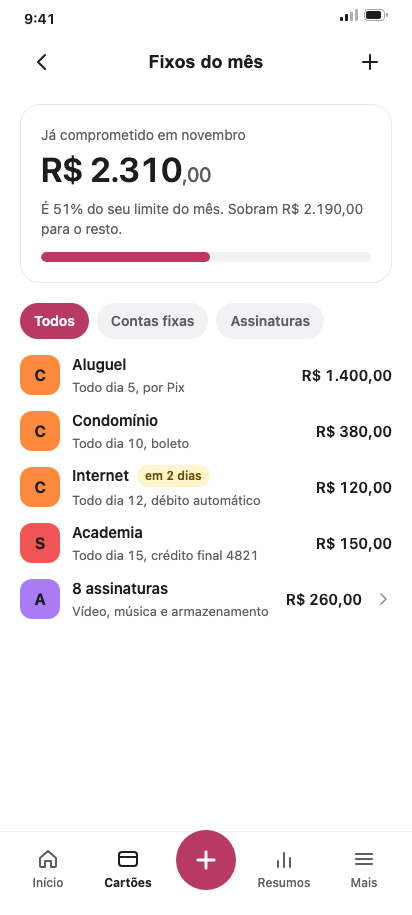 9:41
Fixos do mês
Já comprometido em novembro
R$ 2.310,00
É 51% do seu limite do mês. Sobram R$ 2.190,00
para o resto.
Todos
Contas fixas
Assinaturas
C
Aluguel
Todo dia 5, por Pix
R$ 1.400,00
C
Condomínio
Todo dia 10, boleto
R$ 380,00
C
Internet
em 2 dias
Todo dia 12, débito automático
R$ 120,00
S
Academia
Todo dia 15, crédito final 4821
R$ 150,00
A
8 assinaturas
Vídeo, música e armazenamento
R$ 260,00
Início
Cartões
Resumos
Mais